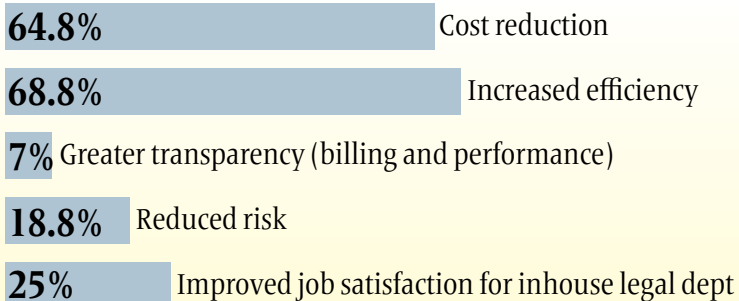 64.8% Cost reduction
68.8% Increased efficiency
7% Greater transparency (billing and performance)
18.8% Reduced risk
25% Improved job satisfaction for inhouse legal dept